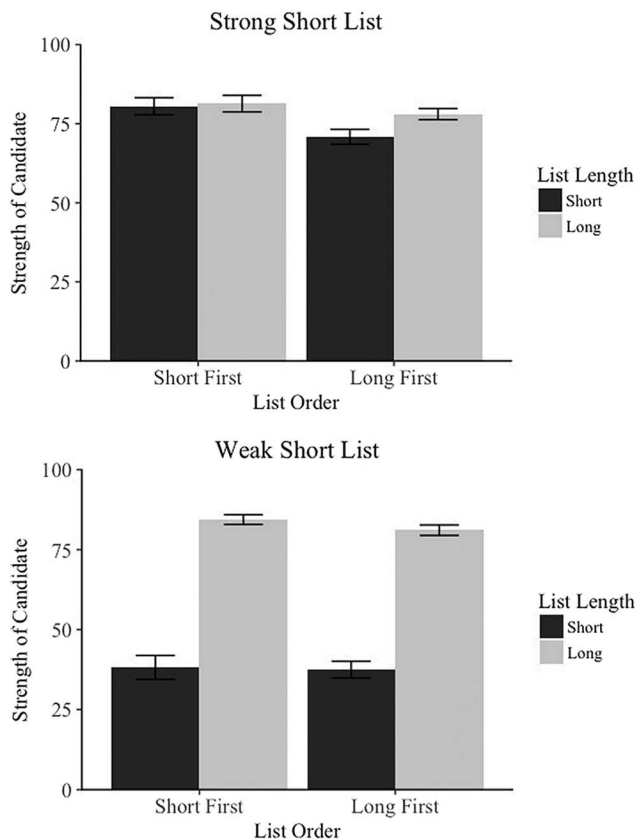 Strong Short List
100
75
50
25
0
Strength of Candidate
Short First
Long First
List Order
List Length
Short
Long
Weak Short List
100
75
50
25
0
Strength of Candidate
Short First
Long First
List Order
List Length
Short
Long